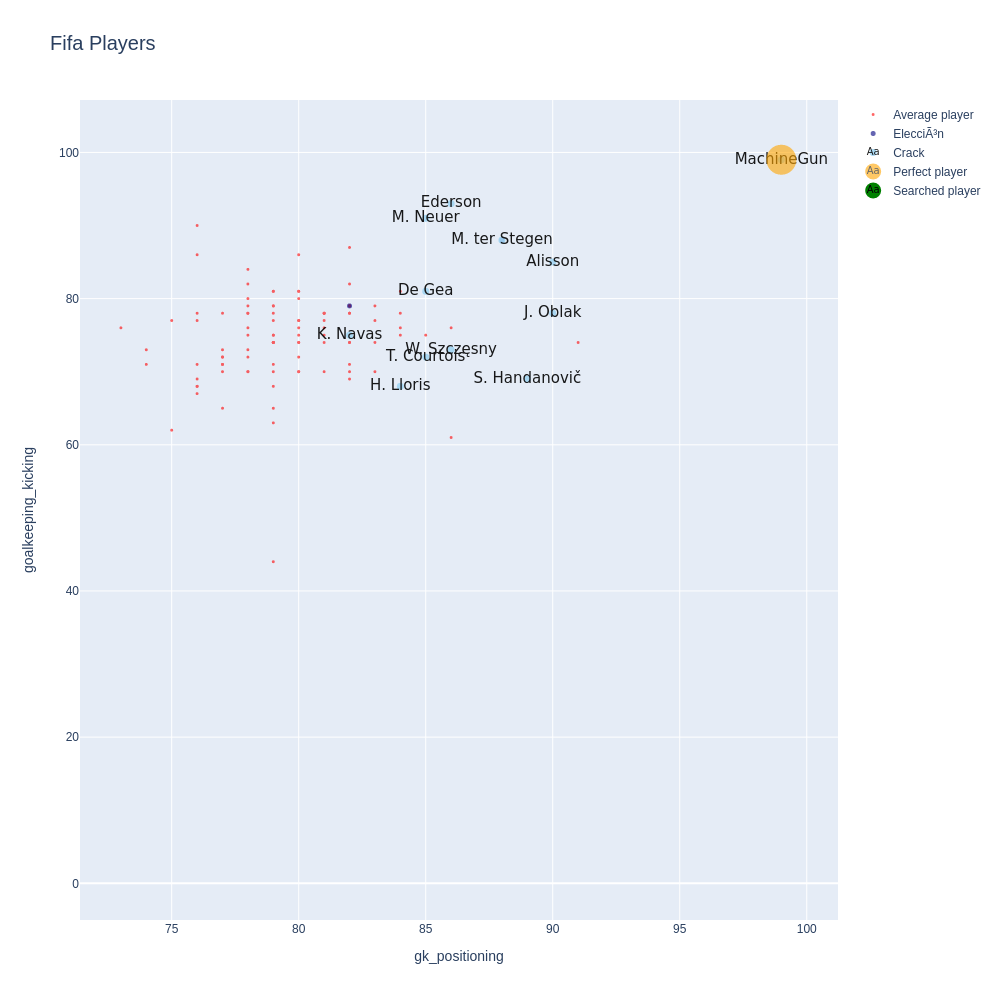 Fifa Players
Average player
ElecciÃ³n
Aa Crack
Aa Perfect player
Aa Searched player
MachineGun
Ederson
M. Neuer
M. ter Stegen
Alisson
De Gea
J. Oblak
K. Navas
W. Szczesny
T. Courtois
S. Handanovič
H. Lloris
100
80
60
40
20
0
goalkeeping_kicking
75 80 85 90 95 100
gk_positioning